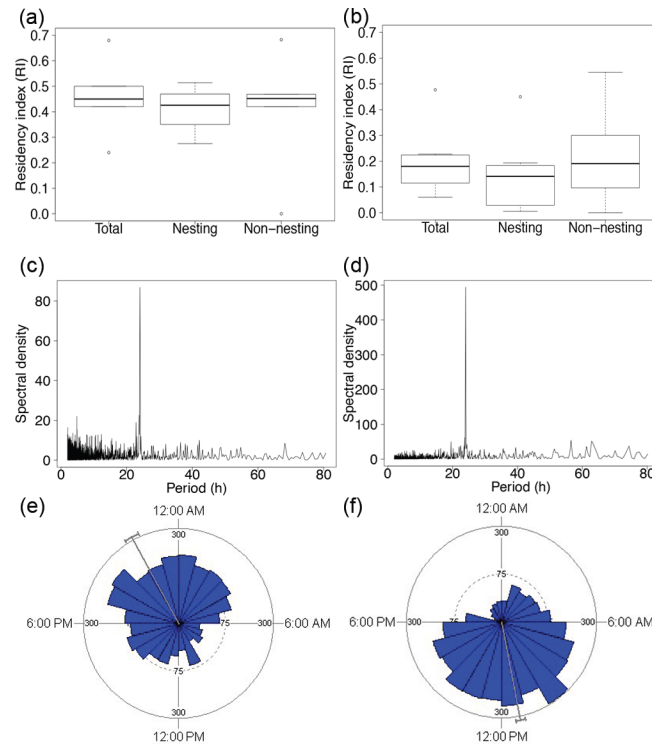 (a)
0.7
0.6
0.5
0.4
0.3
0.2
0.1
0.0
Residency index (RI)
Total Nesting Non-nesting
(b)
0.7
0.6
0.5
0.4
0.3
0.2
0.1
0.0
Residency index (RI)
Total Nesting Non-nesting
(c)
80
60
40
20
0
Spectral density
0 20 40 60 80
Period (h)
(d)
500
400
300
200
100
0
Spectral density
0 20 40 60 80
Period (h)
(e)
12:00 AM
300
75
6:00 PM 300 75 300 6:00 AM
75
300
12:00 PM
(f)
12:00 AM
300
75
6:00 PM 300 75 300 6:00 AM
300
12:00 PM